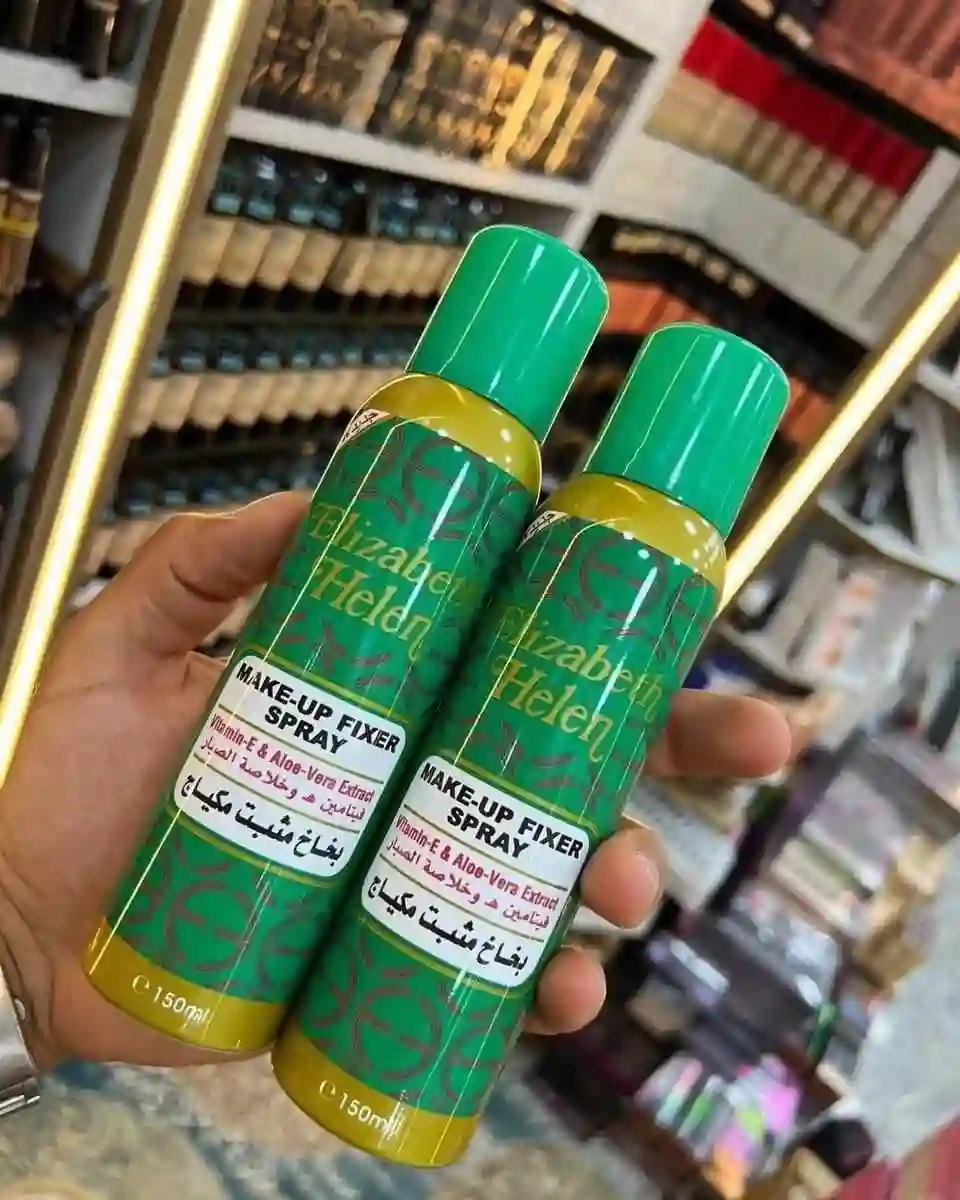 Elizabeth
Helen
MAKE-UP FIXER
SPRAY
Vitamin-E & Aloe-Vera Extract
فيتامين هـ وخلاصة الصبار
بخاخ مثبت مكياج
℮150ml
Elizabeth
Helen
MAKE-UP FIXER
SPRAY
Vitamin-E & Aloe-Vera Extract
فيتامين هـ وخلاصة الصبار
بخاخ مثبت مكياج
℮150ml